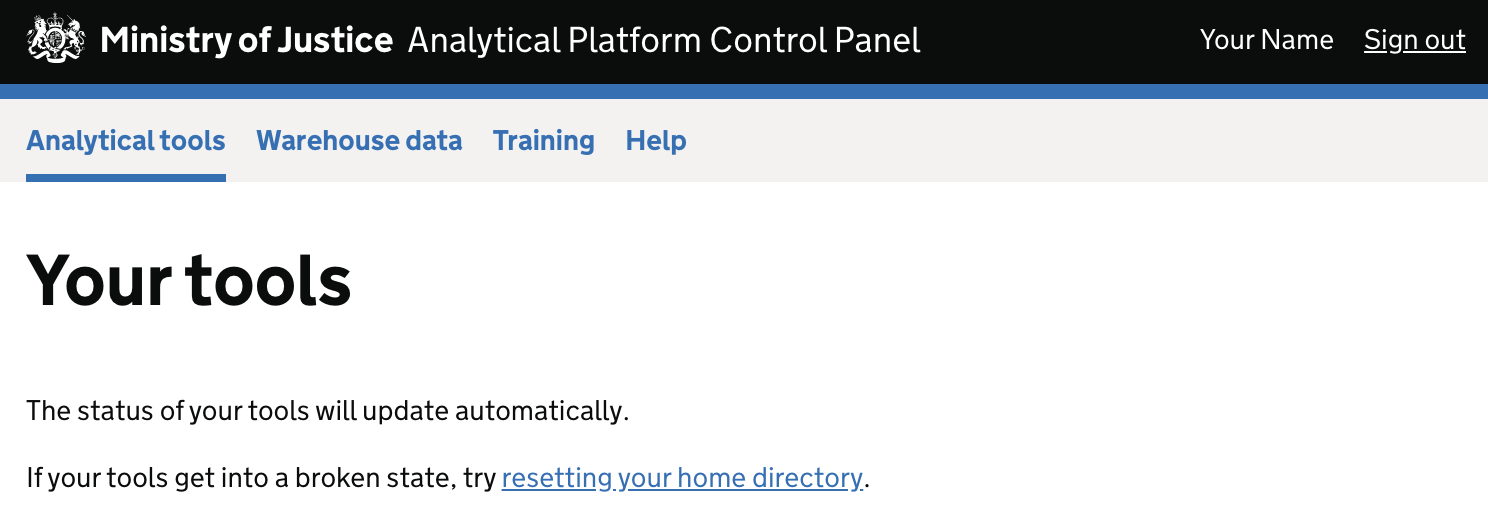 Ministry of Justice Analytical Platform Control Panel Your Name Sign out
Analytical tools Warehouse data Training Help
Your tools
The status of your tools will update automatically.
If your tools get into a broken state, try resetting your home directory.